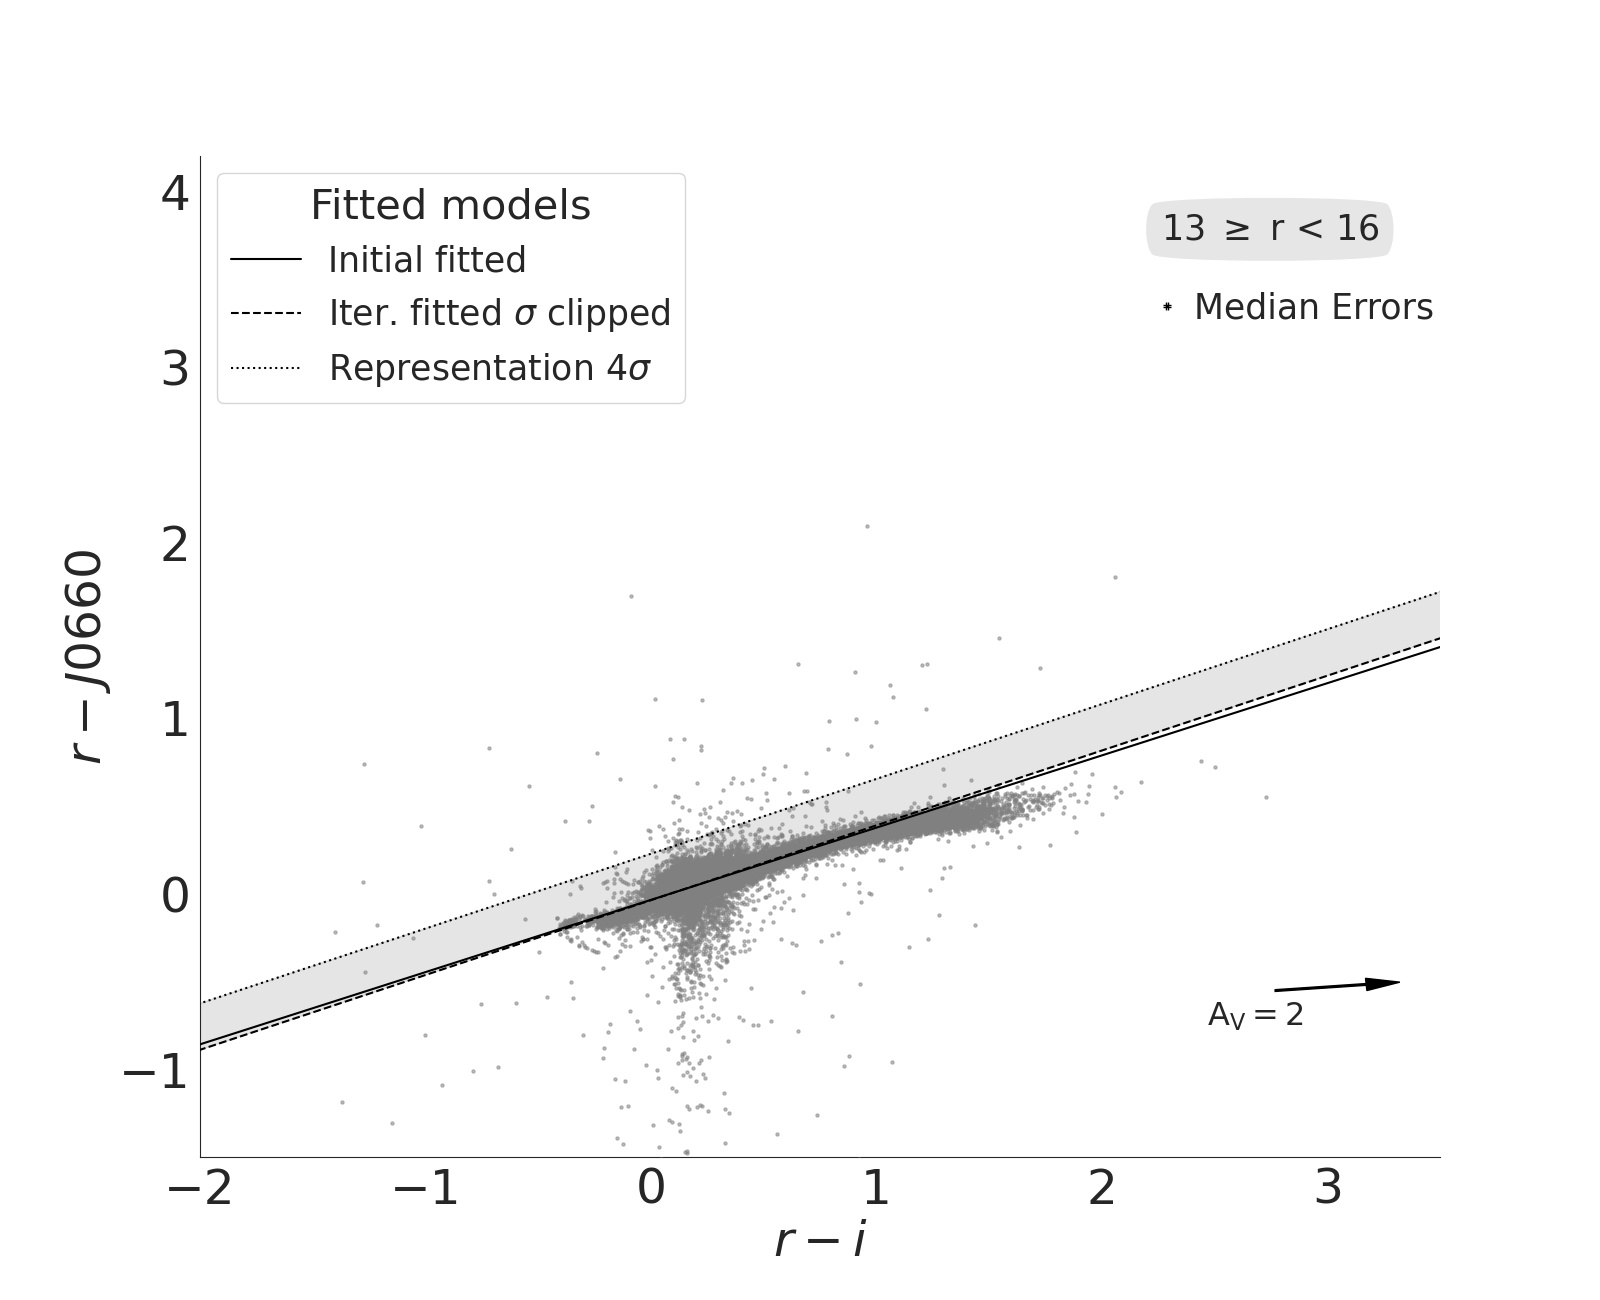 Fitted models
Initial fitted
Iter. fitted σ clipped
Representation 4σ
13 ≥ r < 16
Median Errors
A_V = 2
4
3
2
1
0
−1
r − J0660
−2 −1 0 1 2 3
r − i